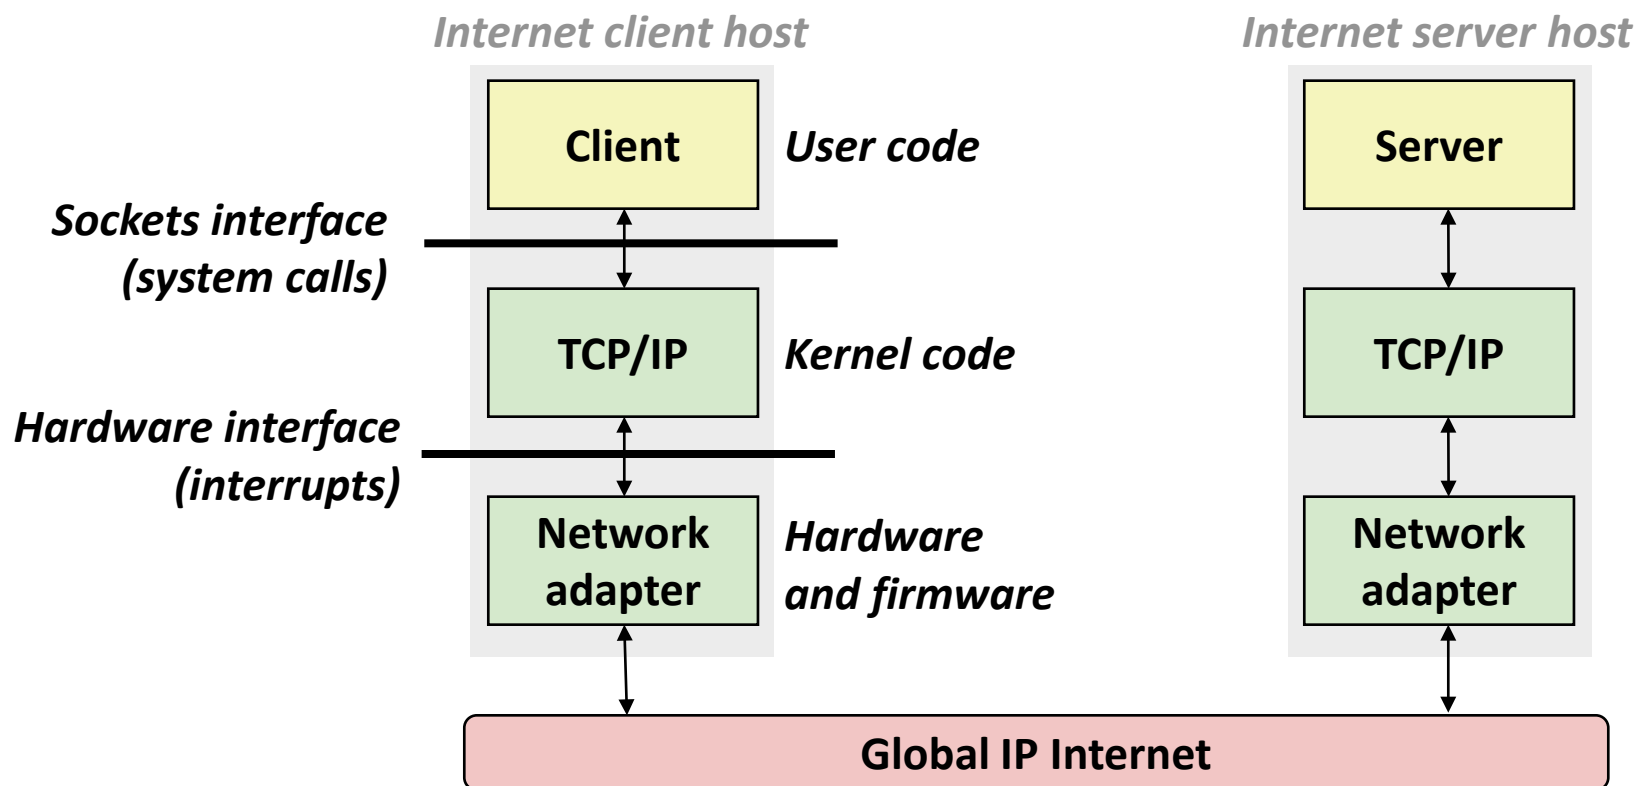 Internet client host
Internet server host
Client
User code
Server
Sockets interface
(system calls)
TCP/IP
Kernel code
TCP/IP
Hardware interface
(interrupts)
Network
adapter
Hardware
and firmware
Network
adapter
Global IP Internet